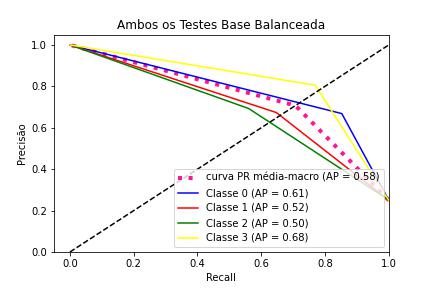 Ambos os Testes Base Balanceada
Precisão
1.0
0.8
0.6
0.4
0.2
0.0
curva PR média-macro (AP = 0.58)
Classe 0 (AP = 0.61)
Classe 1 (AP = 0.52)
Classe 2 (AP = 0.50)
Classe 3 (AP = 0.68)
0.0 0.2 0.4 0.6 0.8 1.0
Recall